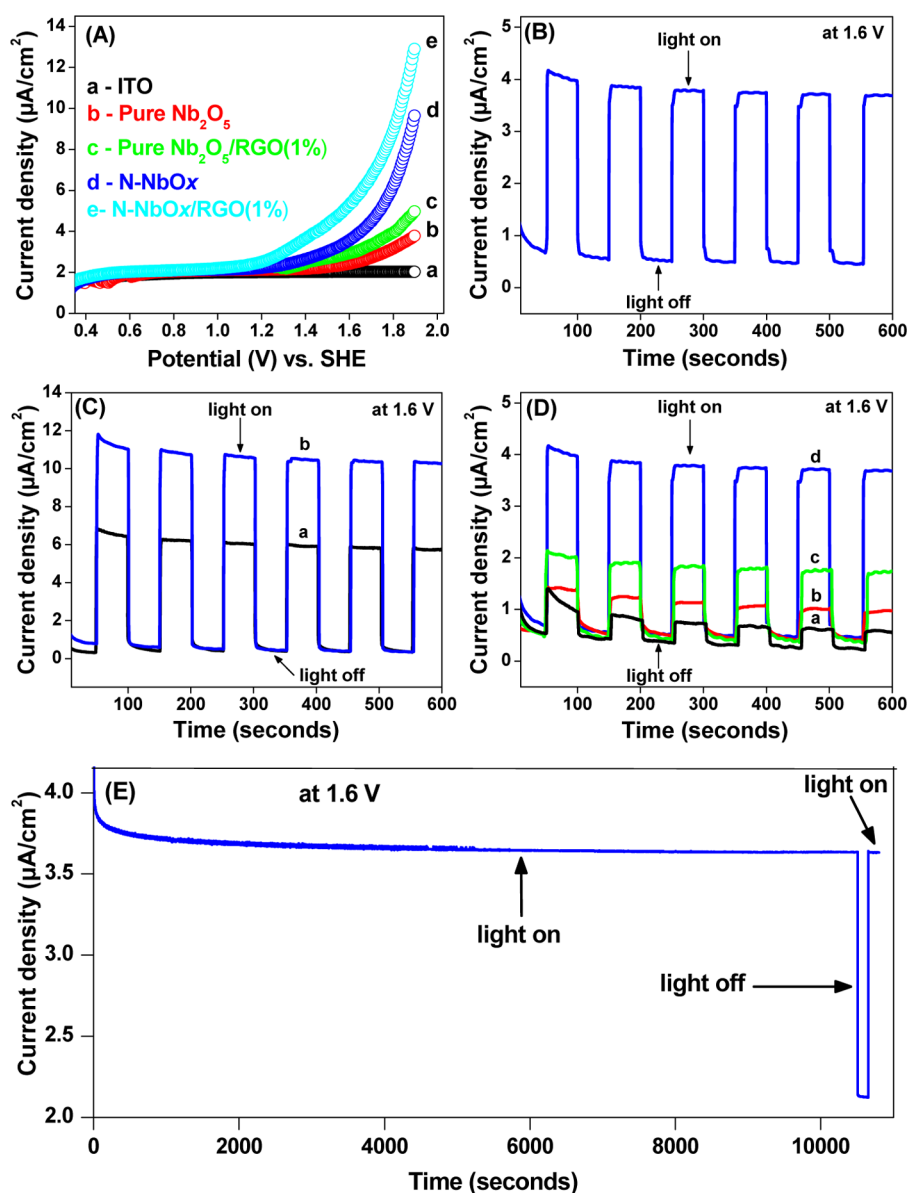 (A)
a - ITO
b - Pure Nb2O5
c - Pure Nb2O5/RGO(1%)
d - N-NbOx
e- N-NbOx/RGO(1%)
e
d
c
b
a
14
12
10
8
6
4
2
0
Current density (µA/cm2)
0.4 0.6 0.8 1.0 1.2 1.4 1.6 1.8 2.0
Potential (V) vs. SHE
(B)
light on
at 1.6 V
light off
5
4
3
2
1
0
Current density (µA/cm2)
100 200 300 400 500 600
Time (seconds)
(C)
light on
at 1.6 V
b
a
light off
14
12
10
8
6
4
2
0
Current density (µA/cm2)
100 200 300 400 500 600
Time (seconds)
(D)
light on
at 1.6 V
d
c
b
a
light off
5
4
3
2
1
0
Current density (µA/cm2)
100 200 300 400 500 600
Time (seconds)
(E)
at 1.6 V
light on
light on
light off
4.0
3.5
3.0
2.5
2.0
Current density (µA/cm2)
0 2000 4000 6000 8000 10000
Time (seconds)